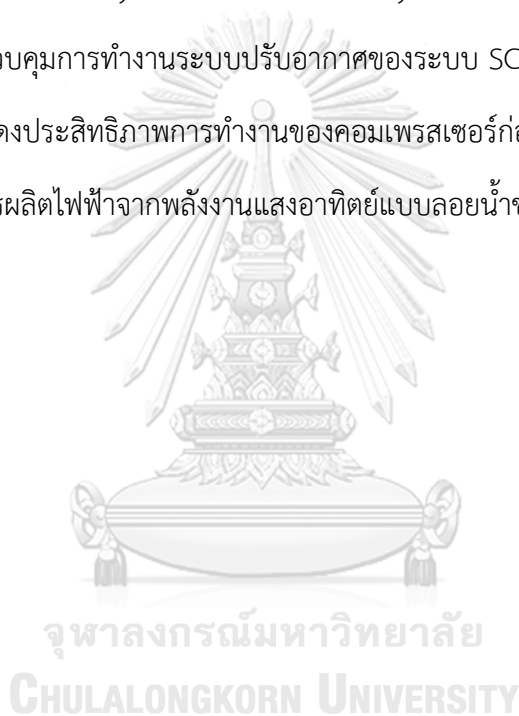 วบคุมการทำงานระบบปรับอากาศของระบบ SC
ดงประสิทธิภาพการทำงานของคอมเพรสเซอร์ก่อ
รผลิตไฟฟ้าจากพลังงานแสงอาทิตย์แบบลอยน้ำข
จุฬาลงกรณ์มหาวิทยาลัย
CHULALONGKORN UNIVERSITY